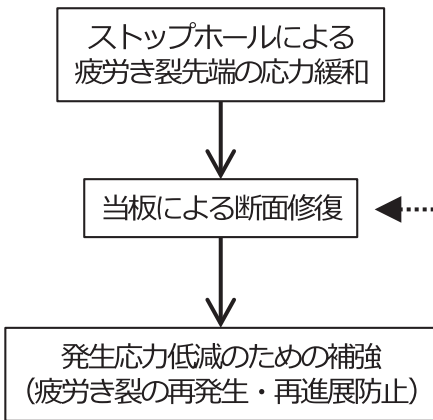 ストップホールによる
疲労き裂先端の応力緩和
当板による断面修復
発生応力低減のための補強
（疲労き裂の再発生・再進展防止）